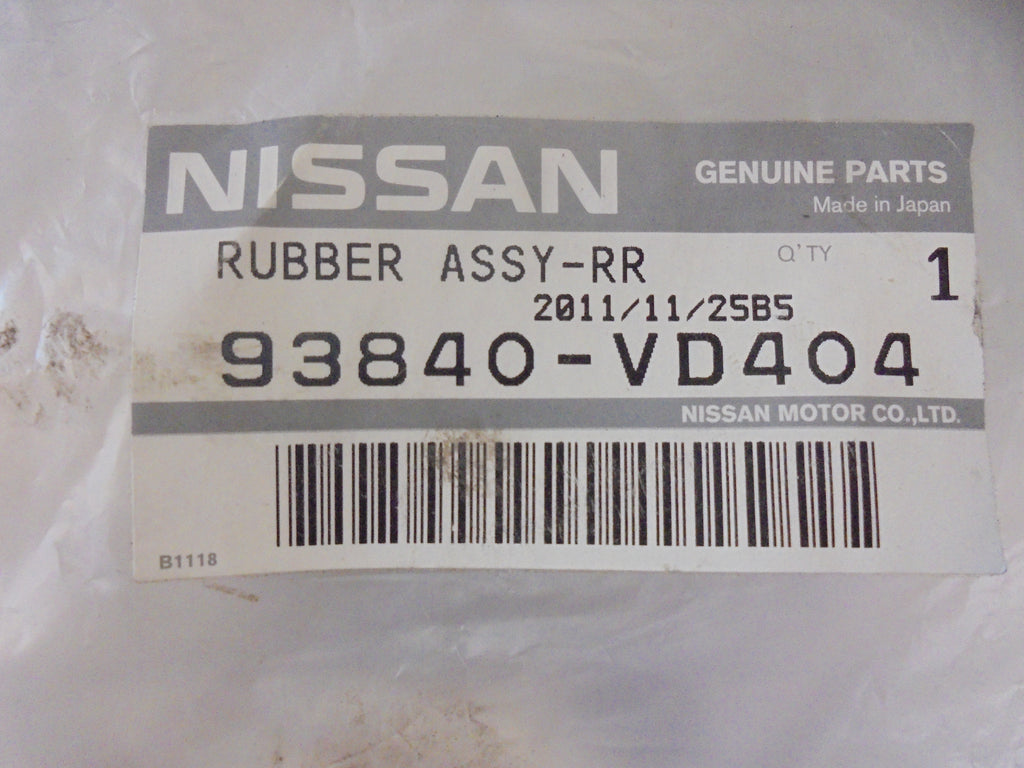 NISSAN GENUINE PARTS
Made in Japan
RUBBER ASSY-RR Q'TY 1
2011/11/25B5
93840-VD404
NISSAN MOTOR CO.,LTD.
B1118